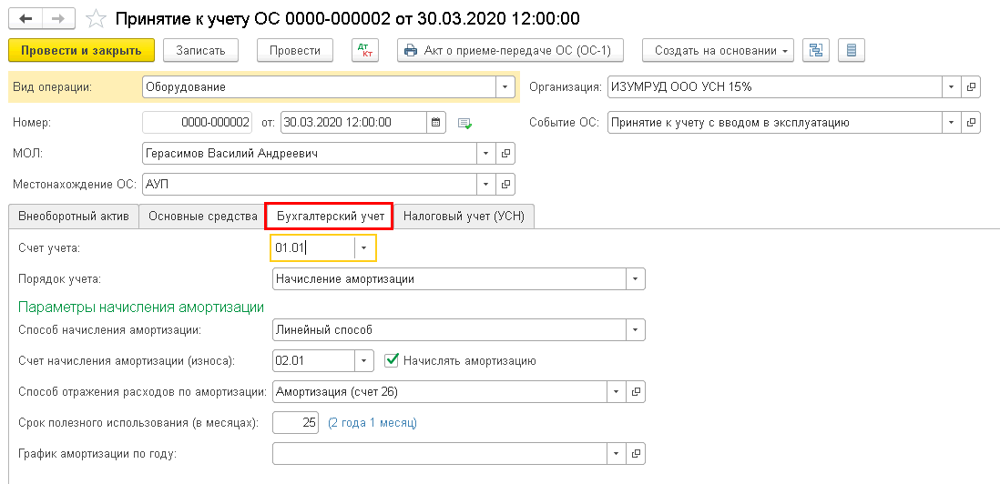 Принятие к учету ОС 0000-000002 от 30.03.2020 12:00:00
Провести и закрыть Записать Провести Дт Кт Акт о приеме-передаче ОС (ОС-1) Создать на основании
Вид операции: Оборудование Организация: ИЗУМРУД ООО УСН 15%
Номер: 0000-000002 от: 30.03.2020 12:00:00 Событие ОС: Принятие к учету с вводом в эксплуатацию
МОЛ: Герасимов Василий Андреевич
Местонахождение ОС: АУП
Внеоборотный актив Основные средства Бухгалтерский учет Налоговый учет (УСН)
Счет учета: 01.01
Порядок учета: Начисление амортизации
Параметры начисления амортизации
Способ начисления амортизации: Линейный способ
Счет начисления амортизации (износа): 02.01 Начислять амортизацию
Способ отражения расходов по амортизации: Амортизация (счет 26)
Срок полезного использования (в месяцах): 25 (2 года 1 месяц)
График амортизации по году: